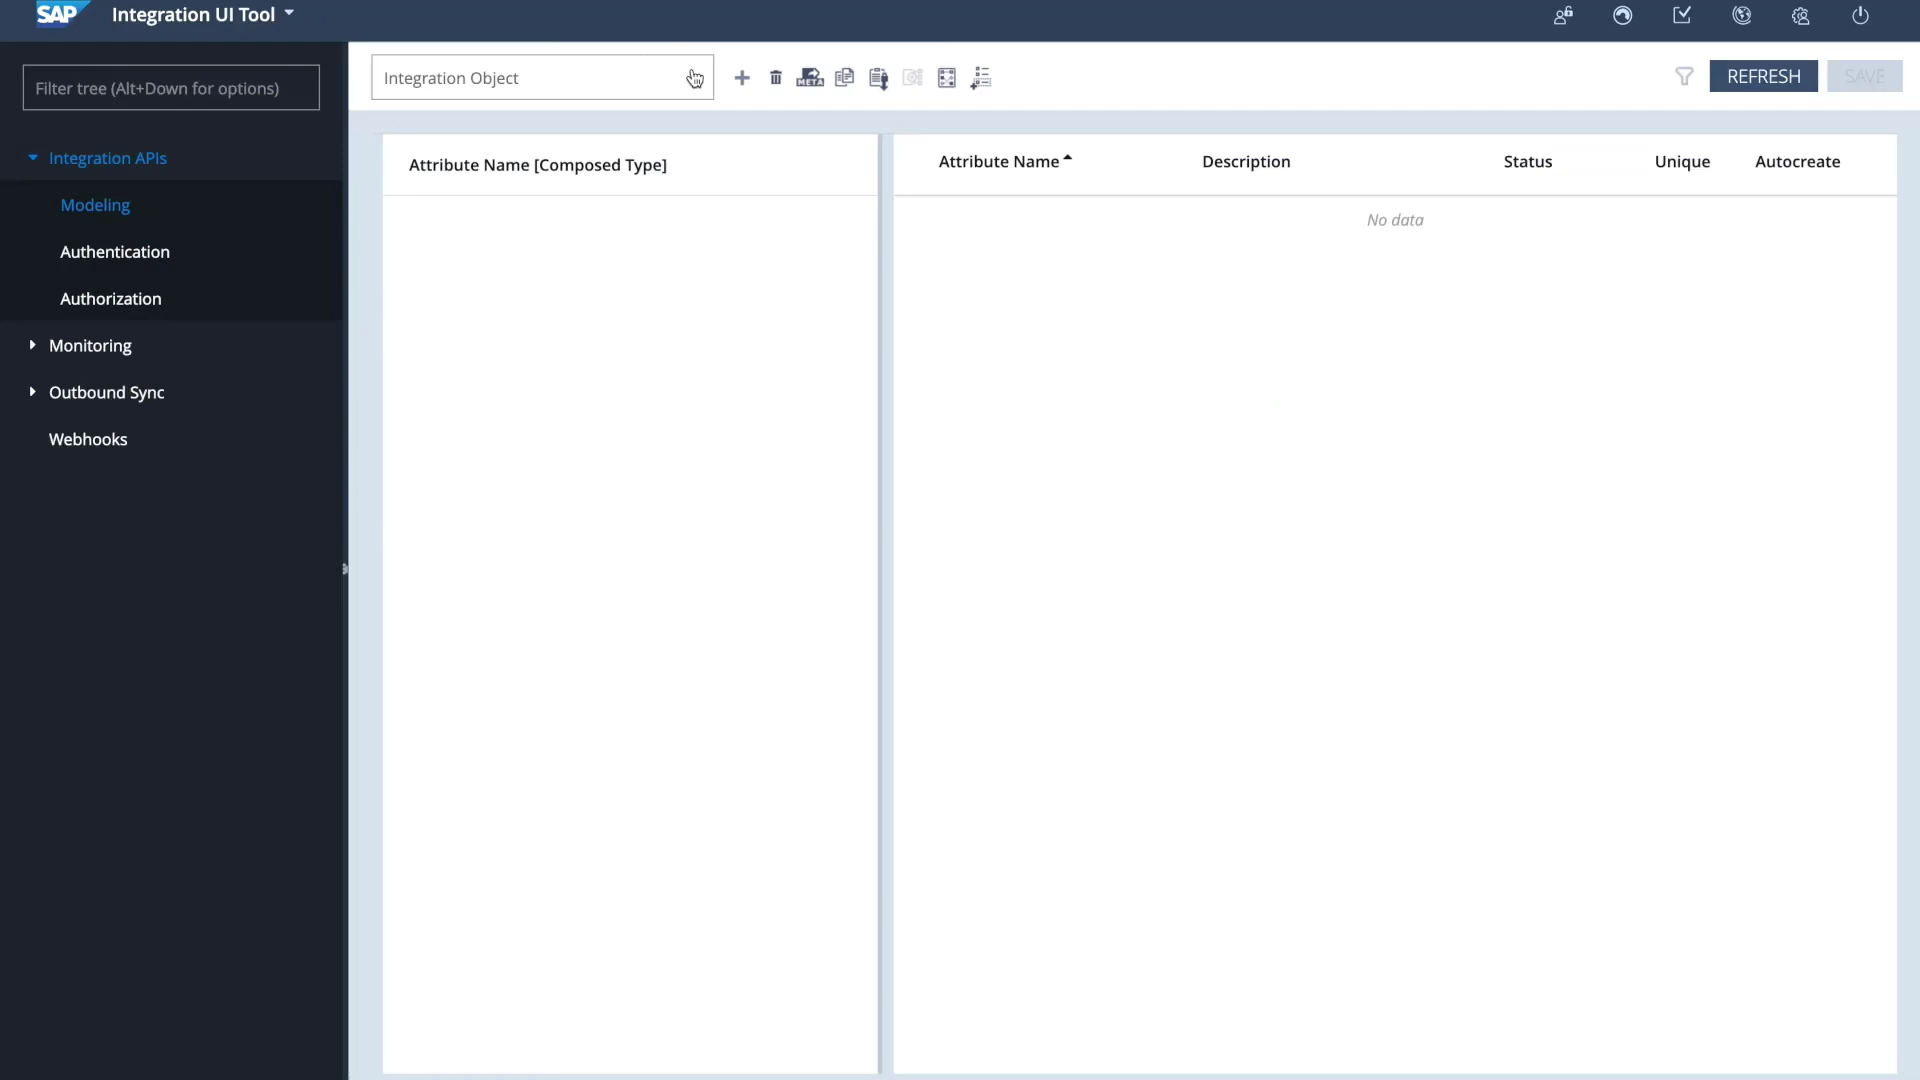 SAP Integration UI Tool
Filter tree (Alt+Down for options)
Integration APIs
Modeling
Authentication
Authorization
Monitoring
Outbound Sync
Webhooks
Integration Object
META
REFRESH
SAVE
Attribute Name [Composed Type]
Attribute Name Description Status Unique Autocreate
No data